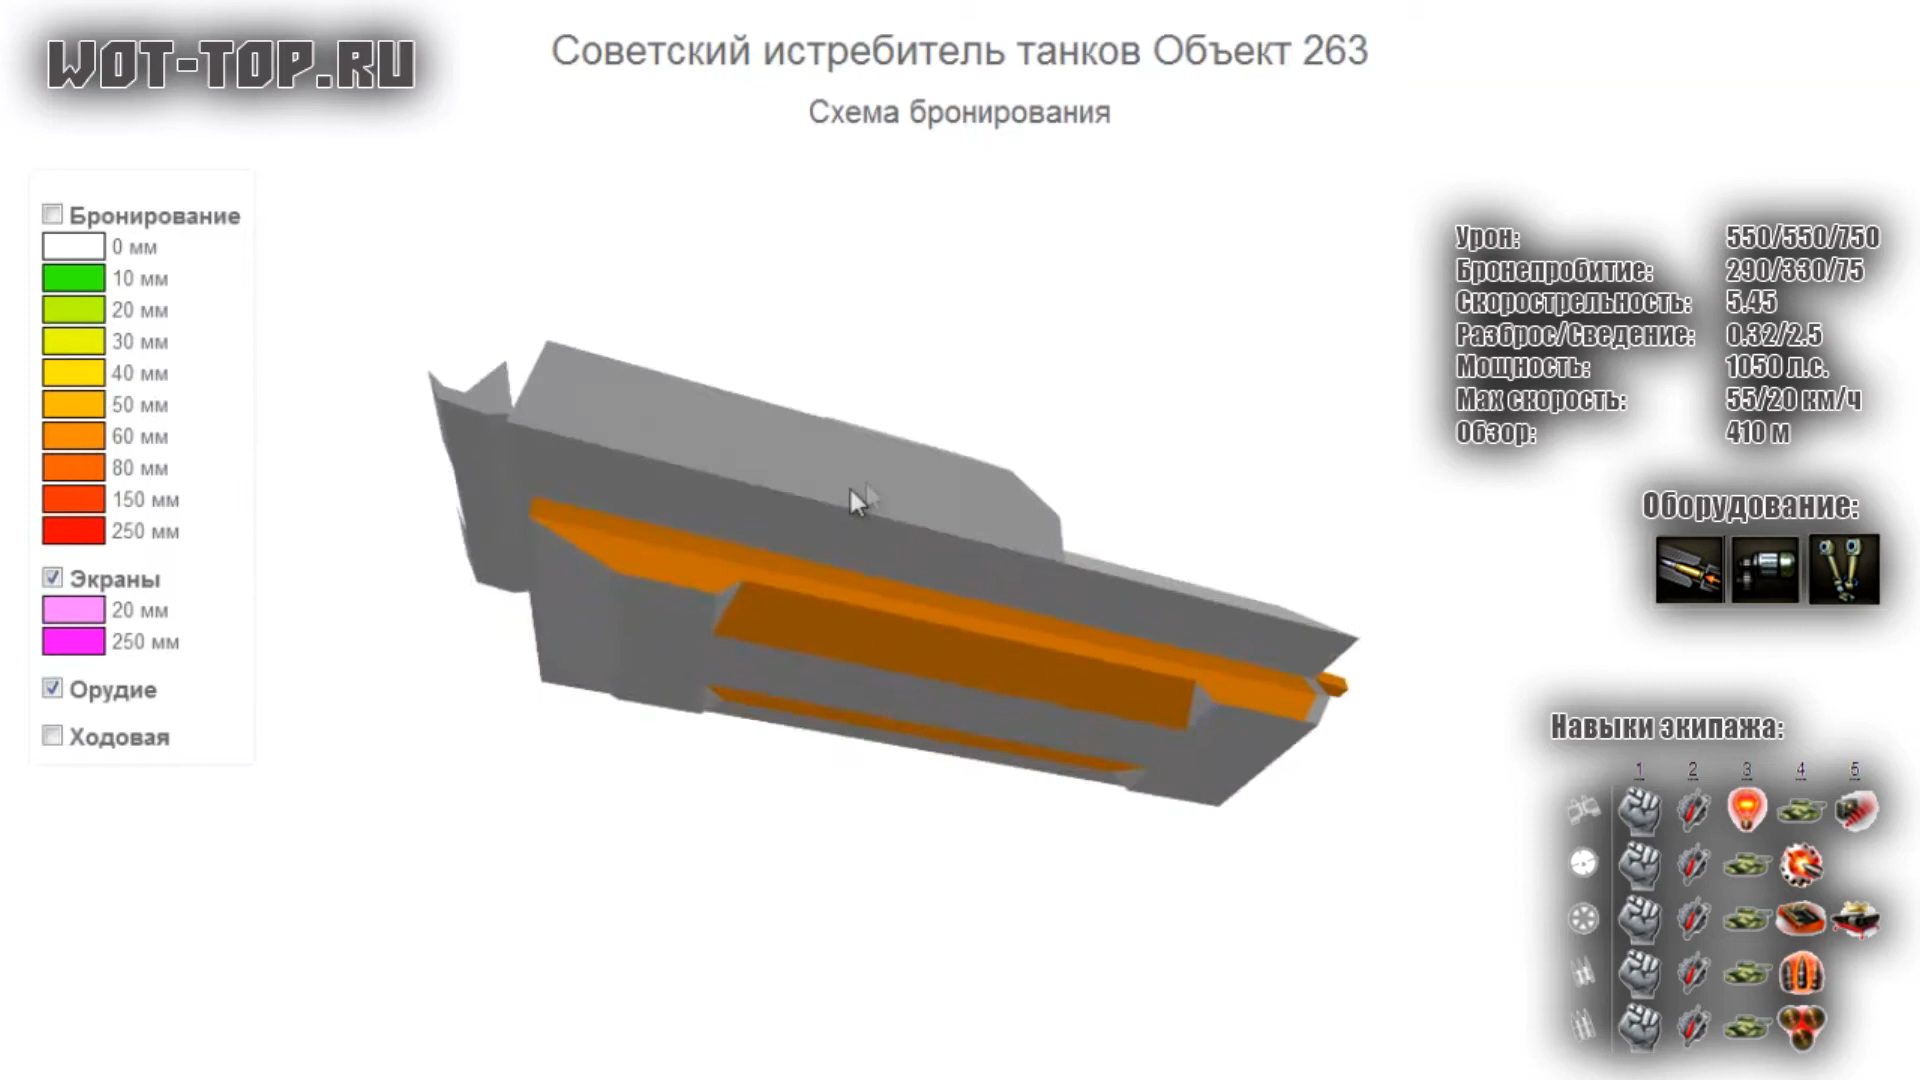 WOT-TOP.RU
Советский истребитель танков Объект 263
Схема бронирования
Бронирование
0 мм
10 мм
20 мм
30 мм
40 мм
50 мм
60 мм
80 мм
150 мм
250 мм
Экраны
20 мм
250 мм
Орудие
Ходовая
Урон: 550/550/750
Бронепробитие: 290/330/75
Скорострельность: 5.45
Разброс/Сведение: 0.32/2.5
Мощность: 1050 л.с.
Мах скорость: 55/20 км/ч
Обзор: 410 м
Оборудование:
Навыки экипажа:
1 2 3 4 5